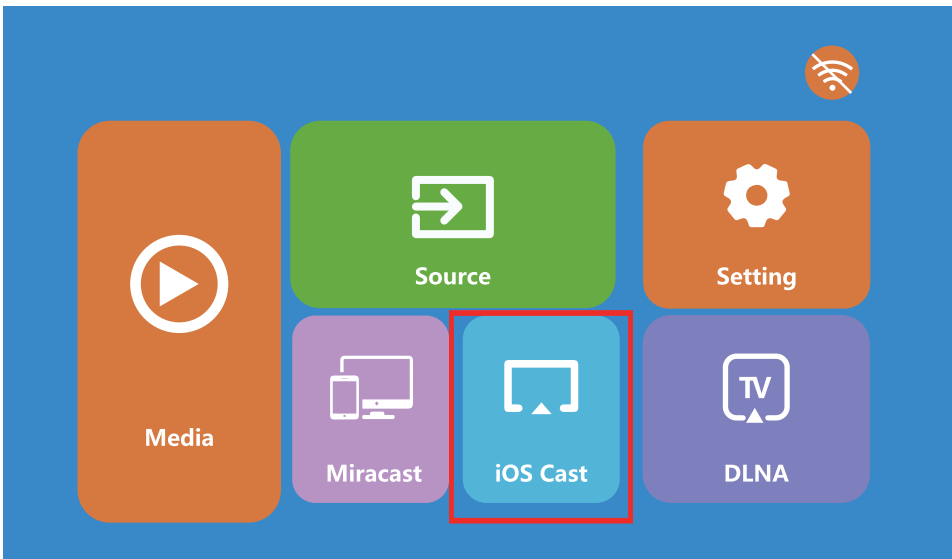 Source
Setting
Media
Miracast
iOS Cast
TV
DLNA